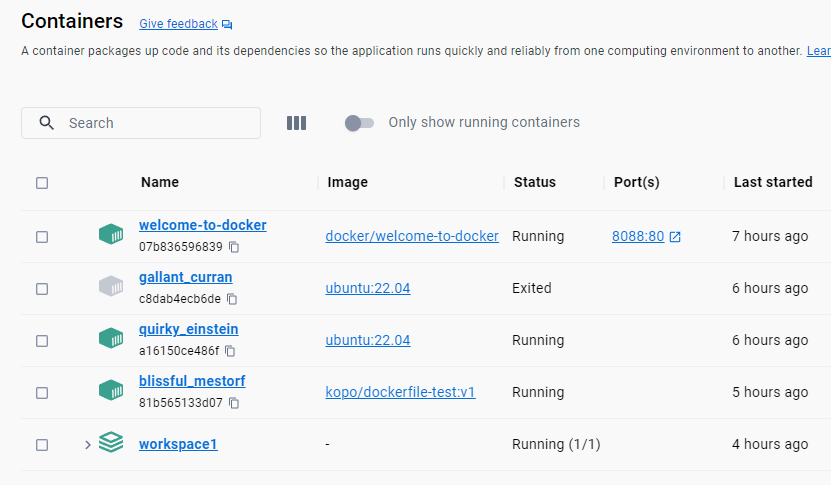 Containers Give feedback
A container packages up code and its dependencies so the application runs quickly and reliably from one computing environment to another.
Search Only show running containers
Name Image Status Port(s) Last started
welcome-to-docker
07b836596839
docker/welcome-to-docker Running 8088:80 7 hours ago
gallant_curran
c8dab4ecb6de
ubuntu:22.04 Exited 6 hours ago
quirky_einstein
a16150ce486f
ubuntu:22.04 Running 6 hours ago
blissful_mestorf
81b565133d07
kopo/dockerfile-test:v1 Running 5 hours ago
workspace1 - Running (1/1) 4 hours ago